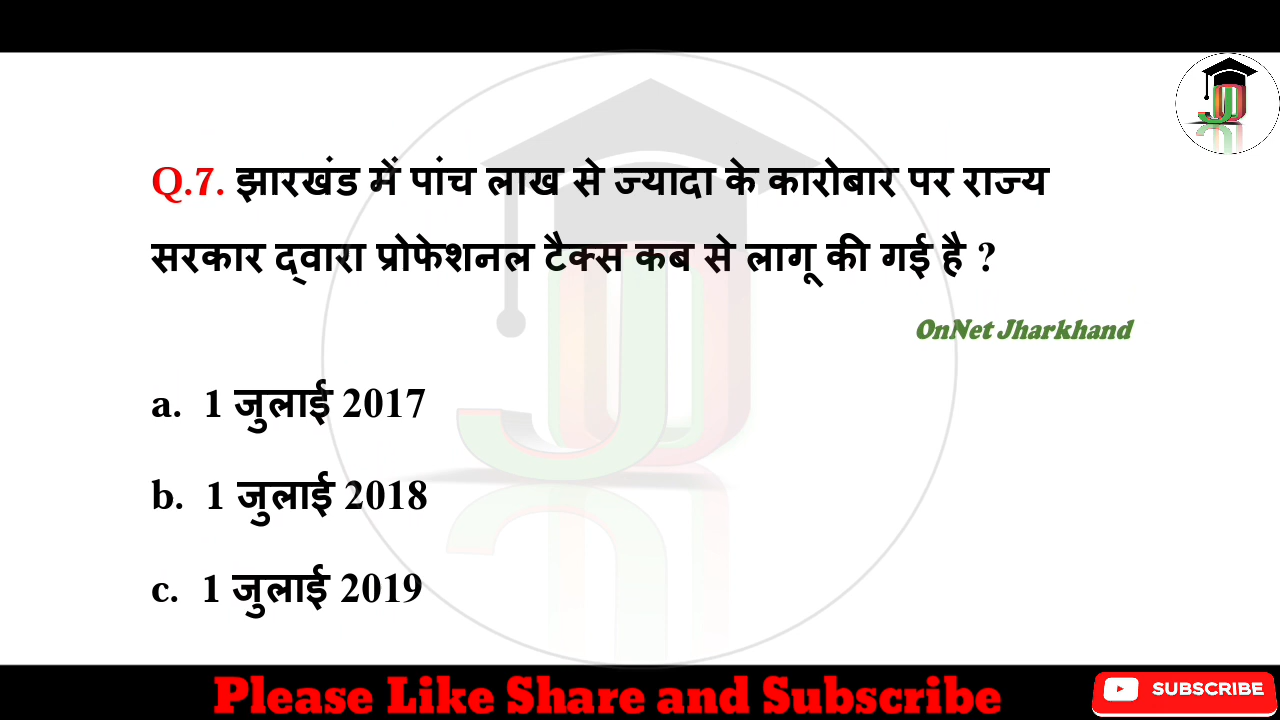 Q.7. झारखंड में पांच लाख से ज्यादा के कारोबार पर राज्य
सरकार द्वारा प्रोफेशनल टैक्स कब से लागू की गई है ?
OnNet Jharkhand
a. 1 जुलाई 2017
b. 1 जुलाई 2018
c. 1 जुलाई 2019
Please Like Share and Subscribe
SUBSCRIBE